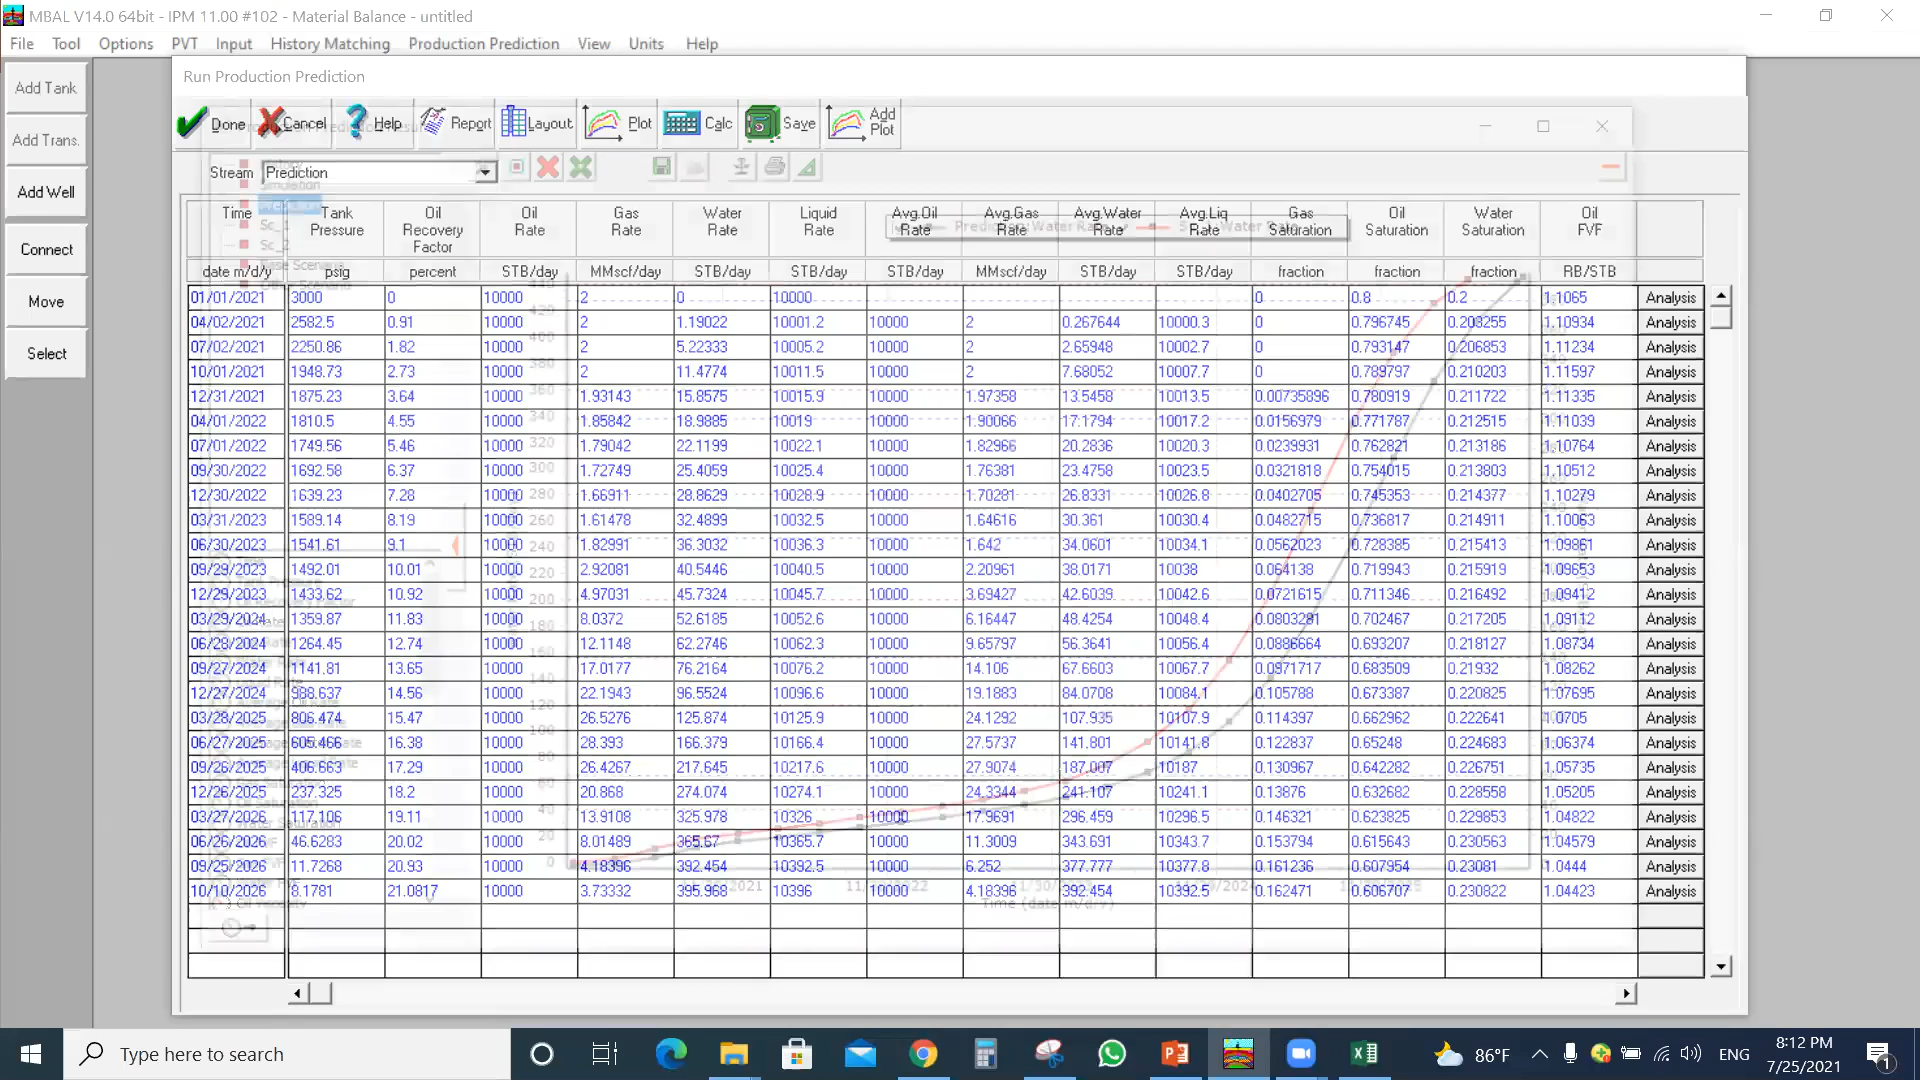 MBAL V14.0 64bit - IPM 11.00 #102 - Material Balance - untitled
File Tool Options PVT Input History Matching Production Prediction View Units Help
Add Tank
Add Trans.
Add Well
Connect
Move
Select
Run Production Prediction
Done Cancel Help Report Layout Plot Calc Save Add Plot
Stream Prediction
Time Tank Pressure Oil Recovery Factor Oil Rate Gas Rate Water Rate Liquid Rate Avg.Oil Rate Avg.Gas Rate Avg.Water Rate Avg.Liq Rate Gas Saturation Oil Saturation Water Saturation Oil FVF
date m/d/y psig percent STB/day MMscf/day STB/day STB/day STB/day MMscf/day STB/day STB/day fraction fraction fraction RB/STB
01/01/2021 3000 0 10000 2 0 10000 0 0.8 0.2 1.1065 Analysis
04/02/2021 2582.5 0.91 10000 2 1.19022 10001.2 10000 2 0.267644 10000.3 0 0.796745 0.203255 1.10934 Analysis
07/02/2021 2250.86 1.82 10000 2 5.22333 10005.2 10000 2 2.65948 10002.7 0 0.793147 0.206853 1.11234 Analysis
10/01/2021 1948.73 2.73 10000 2 11.4774 10011.5 10000 2 7.68052 10007.7 0 0.789797 0.210203 1.11597 Analysis
12/31/2021 1875.23 3.64 10000 1.93143 15.8575 10015.9 10000 1.97358 13.5458 10013.5 0.00735896 0.780919 0.211722 1.11335 Analysis
04/01/2022 1810.5 4.55 10000 1.85842 18.9885 10019 10000 1.90066 17.1794 10017.2 0.0156979 0.771787 0.212515 1.11039 Analysis
07/01/2022 1749.56 5.46 10000 1.79042 22.1199 10022.1 10000 1.82966 20.2836 10020.3 0.0239931 0.762821 0.213186 1.10764 Analysis
09/30/2022 1692.58 6.37 10000 1.72749 25.4059 10025.4 10000 1.76381 23.4758 10023.5 0.0321818 0.754015 0.213803 1.10512 Analysis
12/30/2022 1639.23 7.28 10000 1.66911 28.8629 10028.9 10000 1.70281 26.8331 10026.8 0.0402705 0.745353 0.214377 1.10279 Analysis
03/31/2023 1589.14 8.19 10000 1.61478 32.4899 10032.5 10000 1.64616 30.361 10030.4 0.0482715 0.736817 0.214911 1.10063 Analysis
06/30/2023 1541.61 9.1 10000 1.82991 36.3032 10036.3 10000 1.642 34.0601 10034.1 0.0562023 0.728385 0.215413 1.09861 Analysis
09/29/2023 1492.01 10.01 10000 2.92081 40.5446 10040.5 10000 2.20961 38.0171 10038 0.064138 0.719943 0.215919 1.09653 Analysis
12/29/2023 1433.62 10.92 10000 4.97031 45.7324 10045.7 10000 3.69427 42.6039 10042.6 0.0721615 0.711346 0.216492 1.09412 Analysis
03/29/2024 1359.87 11.83 10000 8.0372 52.6185 10052.6 10000 6.16447 48.4254 10048.4 0.0803291 0.702467 0.217205 1.09112 Analysis
06/28/2024 1264.45 12.74 10000 12.1148 62.2746 10062.3 10000 9.65797 56.3641 10056.4 0.0886664 0.693207 0.218127 1.08734 Analysis
09/27/2024 1141.81 13.65 10000 17.0177 76.2164 10076.2 10000 14.106 67.6603 10067.7 0.0971717 0.683509 0.21932 1.08262 Analysis
12/27/2024 988.637 14.56 10000 22.1943 96.5524 10096.6 10000 19.1883 84.0708 10084.1 0.105788 0.673387 0.220825 1.07695 Analysis
03/28/2025 806.474 15.47 10000 26.5276 125.874 10125.9 10000 24.1292 107.935 10107.9 0.114397 0.662962 0.222641 1.0705 Analysis
06/27/2025 605.466 16.38 10000 28.393 166.379 10166.4 10000 27.5737 141.801 10141.8 0.122837 0.65248 0.224683 1.06374 Analysis
09/26/2025 406.663 17.29 10000 26.4267 217.645 10217.6 10000 27.9074 187.007 10187 0.130967 0.642282 0.226751 1.05735 Analysis
12/26/2025 237.325 18.2 10000 20.868 274.074 10274.1 10000 24.3344 241.107 10241.1 0.13876 0.632682 0.228558 1.05205 Analysis
03/27/2026 117.106 19.11 10000 13.9108 325.978 10326 10000 17.9691 296.459 10296.5 0.146321 0.623825 0.229853 1.04822 Analysis
06/26/2026 46.6283 20.02 10000 8.01489 365.67 10365.7 10000 11.3009 343.691 10343.7 0.153794 0.615643 0.230563 1.04579 Analysis
09/25/2026 11.7268 20.93 10000 4.18396 392.454 10392.5 10000 6.252 377.777 10377.8 0.161236 0.607954 0.23081 1.0444 Analysis
10/10/2026 8.1781 21.0817 10000 3.73332 395.968 10396 10000 4.18396 392.454 10392.5 0.162471 0.606707 0.230822 1.04423 Analysis
Type here to search
86°F
ENG
8:12 PM
7/25/2021
1